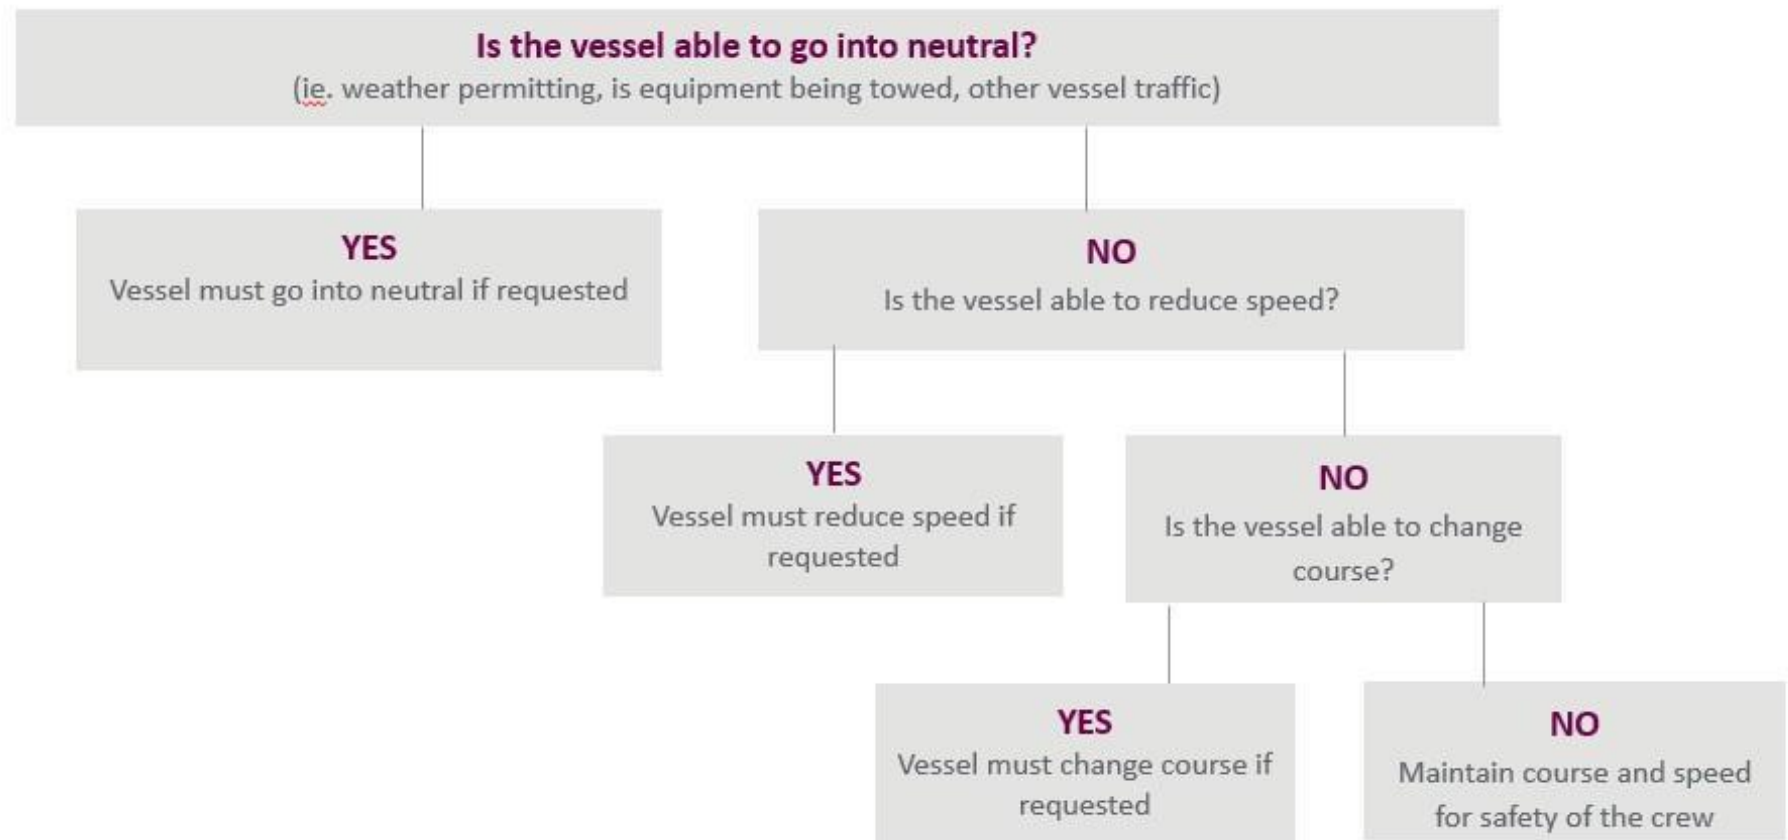 Is the vessel able to go into neutral?
(ie. weather permitting, is equipment being towed, other vessel traffic)
YES
Vessel must go into neutral if requested
NO
Is the vessel able to reduce speed?
YES
Vessel must reduce speed if
requested
NO
Is the vessel able to change
course?
YES
Vessel must change course if
requested
NO
Maintain course and speed
for safety of the crew